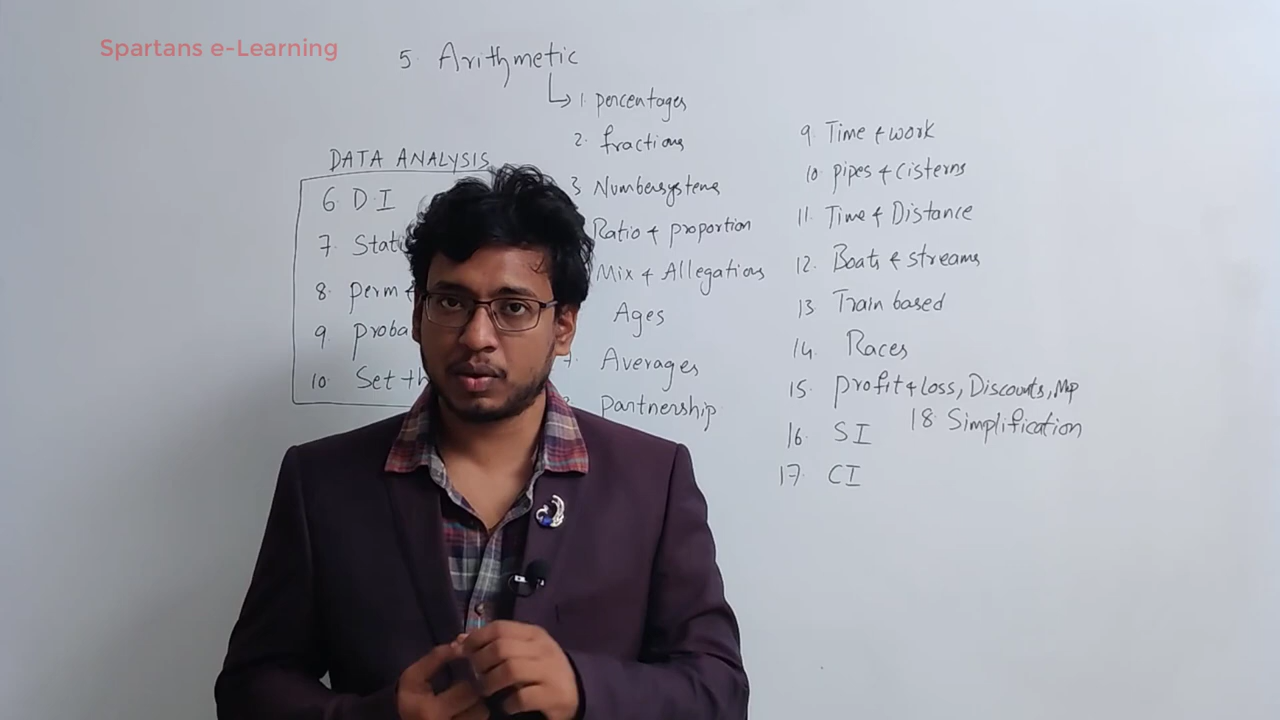 Spartans e-Learning
5. Arithmetic
1. percentages
2. fractions
3 Numbersystems
Ratio & proportion
Mix & Allegations
Ages
7. Averages
Partnership
9. Time & work
10. pipes & cisterns
11. Time & Distance
12. Boats & streams
13 Train based
14. Races
15. profit & Loss, Discounts, Mp
16. SI
17. CI
18. Simplification
DATA ANALYSIS
6. D.I
7. Stati
8. perm &
9. proba
10. Set th